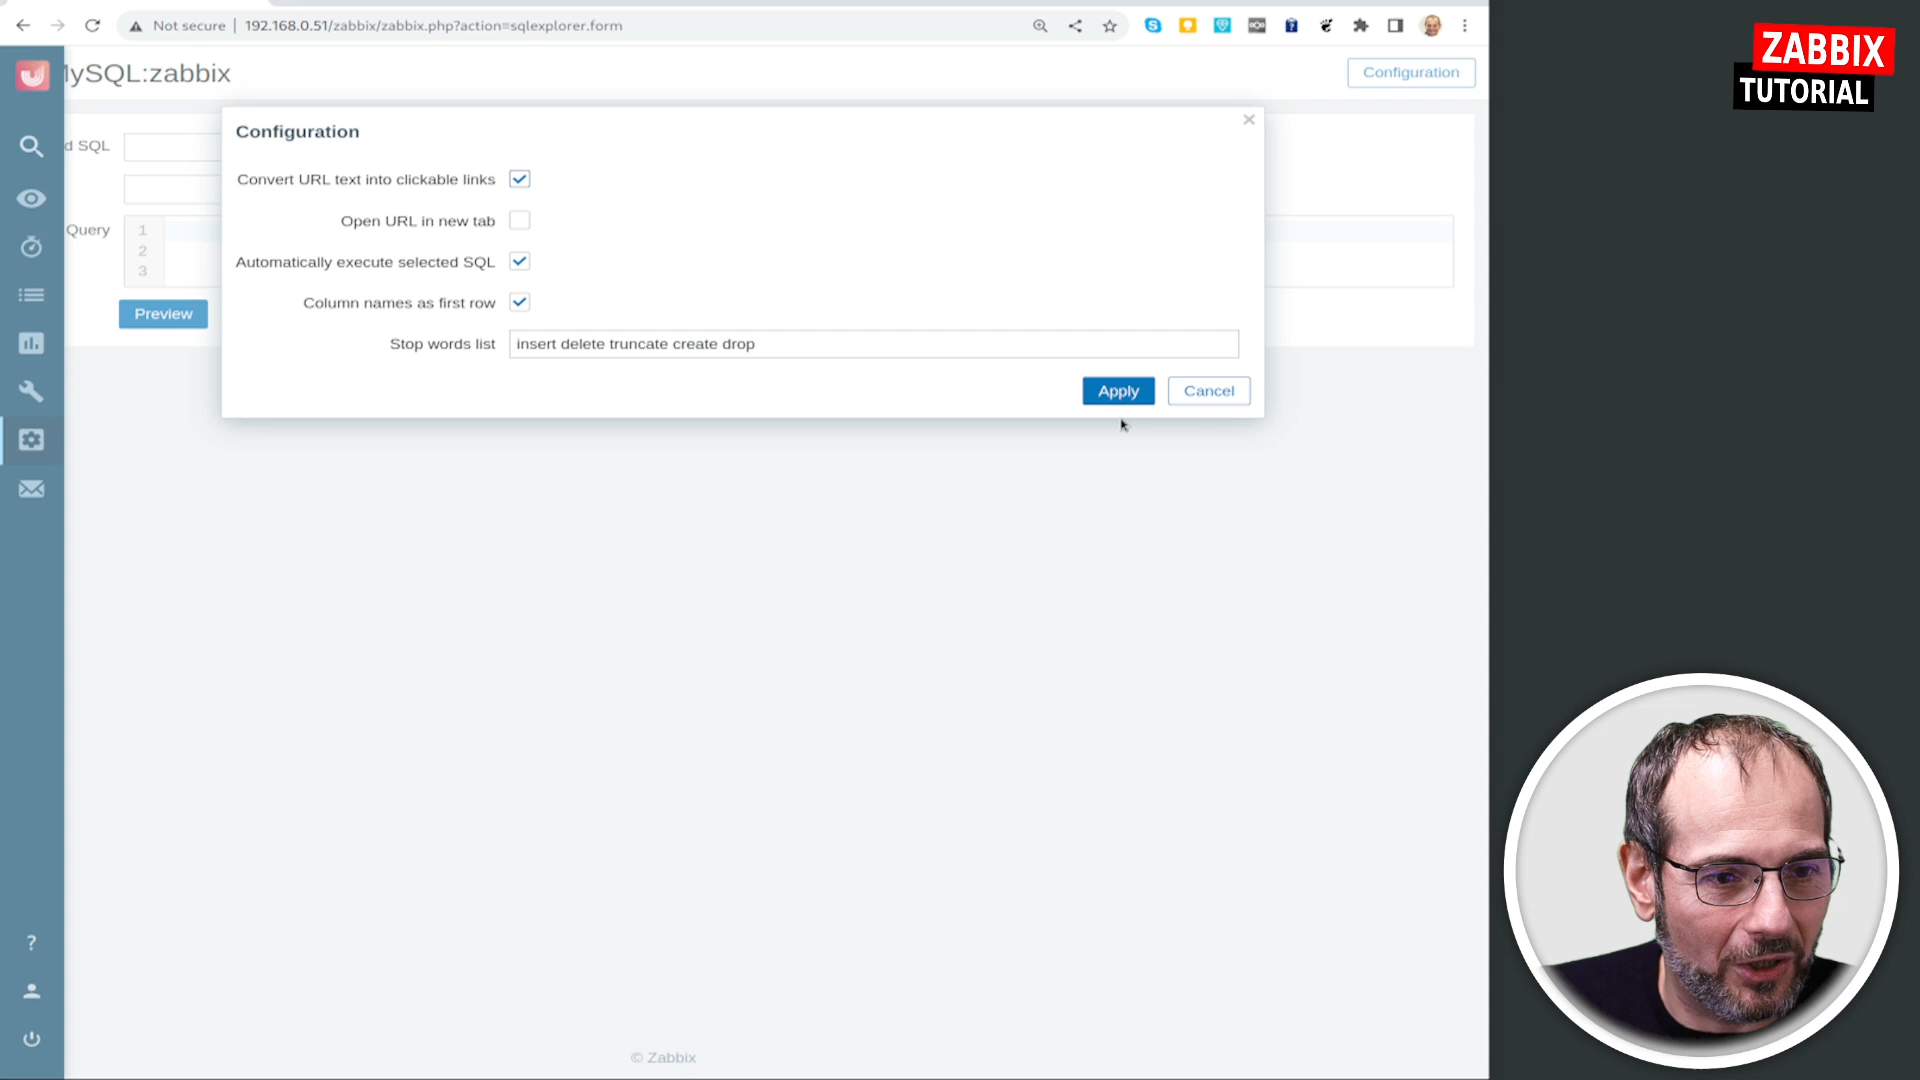 Not secure | 192.168.0.51/zabbix/zabbix.php?action=sqlexplorer.form
ZABBIX
TUTORIAL
MySQL:zabbix
Configuration
Configuration
d SQL
Convert URL text into clickable links
Open URL in new tab
Query
1
2
3
Automatically execute selected SQL
Column names as first row
Preview
Stop words list
insert delete truncate create drop
Apply
Cancel
?
© Zabbix